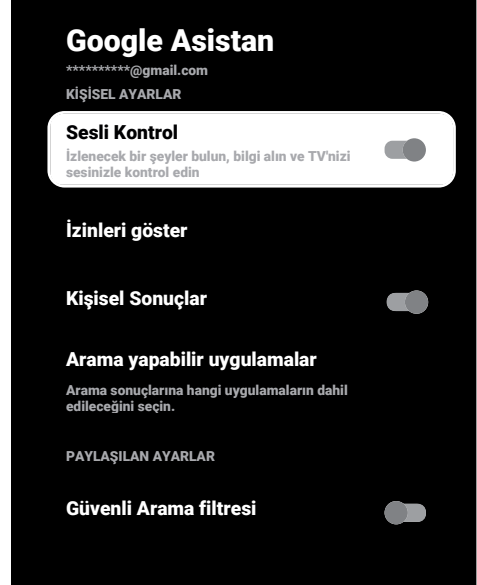 Google Asistan
**********@gmail.com
KİŞİSEL AYARLAR
Sesli Kontrol
İzlenecek bir şeyler bulun, bilgi alın ve TV'nizi
sesinizle kontrol edin
İzinleri göster
Kişisel Sonuçlar
Arama yapabilir uygulamalar
Arama sonuçlarına hangi uygulamaların dahil
edileceğini seçin.
PAYLAŞILAN AYARLAR
Güvenli Arama filtresi